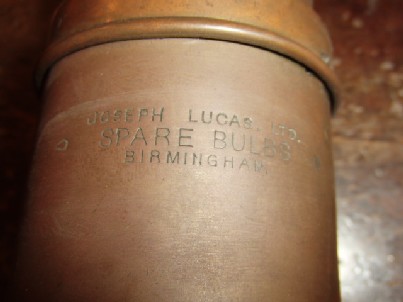 JOSEPH LUCAS. LTD.
SPARE BULBS
BIRMINGHAM